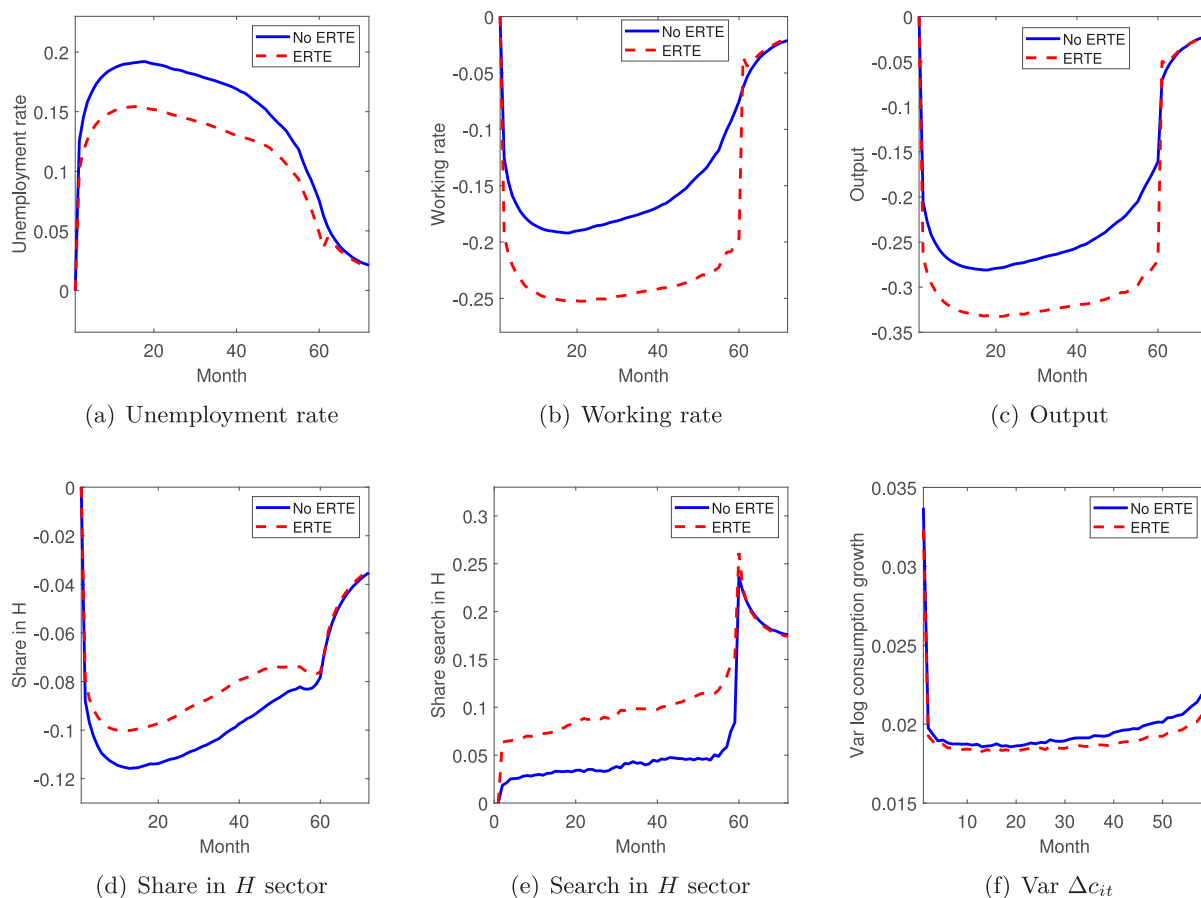 No ERTE
ERTE
Unemployment rate
0.2
0.15
0.1
0.05
0
20
40
60
Month
(a) Unemployment rate
No ERTE
ERTE
Working rate
0
-0.05
-0.1
-0.15
-0.2
-0.25
20
40
60
Month
(b) Working rate
No ERTE
ERTE
Output
0
-0.05
-0.1
-0.15
-0.2
-0.25
-0.3
-0.35
20
40
60
Month
(c) Output
No ERTE
ERTE
Share in H
0
-0.02
-0.04
-0.06
-0.08
-0.1
-0.12
20
40
60
Month
(d) Share in H sector
No ERTE
ERTE
Share search in H
0.3
0.25
0.2
0.15
0.1
0.05
0
0
20
40
60
Month
(e) Search in H sector
No ERTE
ERTE
Var log consumption growth
0.035
0.03
0.025
0.02
0.015
10
20
30
40
50
Month
(f) Var Δc_{it}